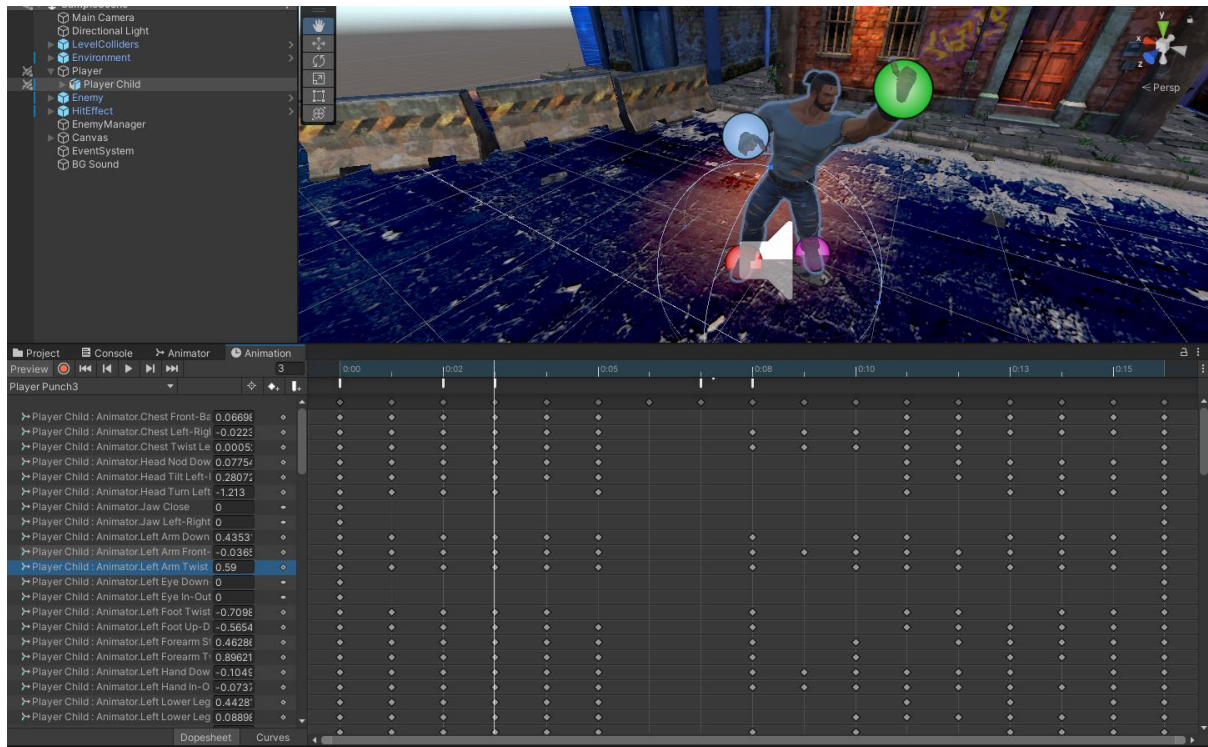 SampleScene
Main Camera
Directional Light
LevelColliders
Environment
Player
Player Child
Enemy
HitEffect
EnemyManager
Canvas
EventSystem
BG Sound
y
x
z
Persp
Project Console Animator Animation
Preview 3 0:00 0:02 0:05 0:08 0:10 0:13 0:15
Player Punch3
Player Child : Animator.Chest Front-Ba 0.0669
Player Child : Animator.Chest Left-Rigl -0.0223
Player Child : Animator.Chest Twist Le 0.0005
Player Child : Animator.Head Nod Dow 0.0775
Player Child : Animator.Head Tilt Left-I 0.2807
Player Child : Animator.Head Turn Left -1.213
Player Child : Animator.Jaw Close 0
Player Child : Animator.Jaw Left-Right 0
Player Child : Animator.Left Arm Down 0.4353
Player Child : Animator.Left Arm Front- -0.036
Player Child : Animator.Left Arm Twist 0.59
Player Child : Animator.Left Eye Down- 0
Player Child : Animator.Left Eye In-Out 0
Player Child : Animator.Left Foot Twist -0.709
Player Child : Animator.Left Foot Up-D -0.5654
Player Child : Animator.Left Forearm S 0.4628
Player Child : Animator.Left Forearm T 0.8962
Player Child : Animator.Left Hand Dow -0.104
Player Child : Animator.Left Hand In-O -0.073
Player Child : Animator.Left Lower Leg 0.4428
Player Child : Animator.Left Lower Leg 0.0889
Dopesheet Curves